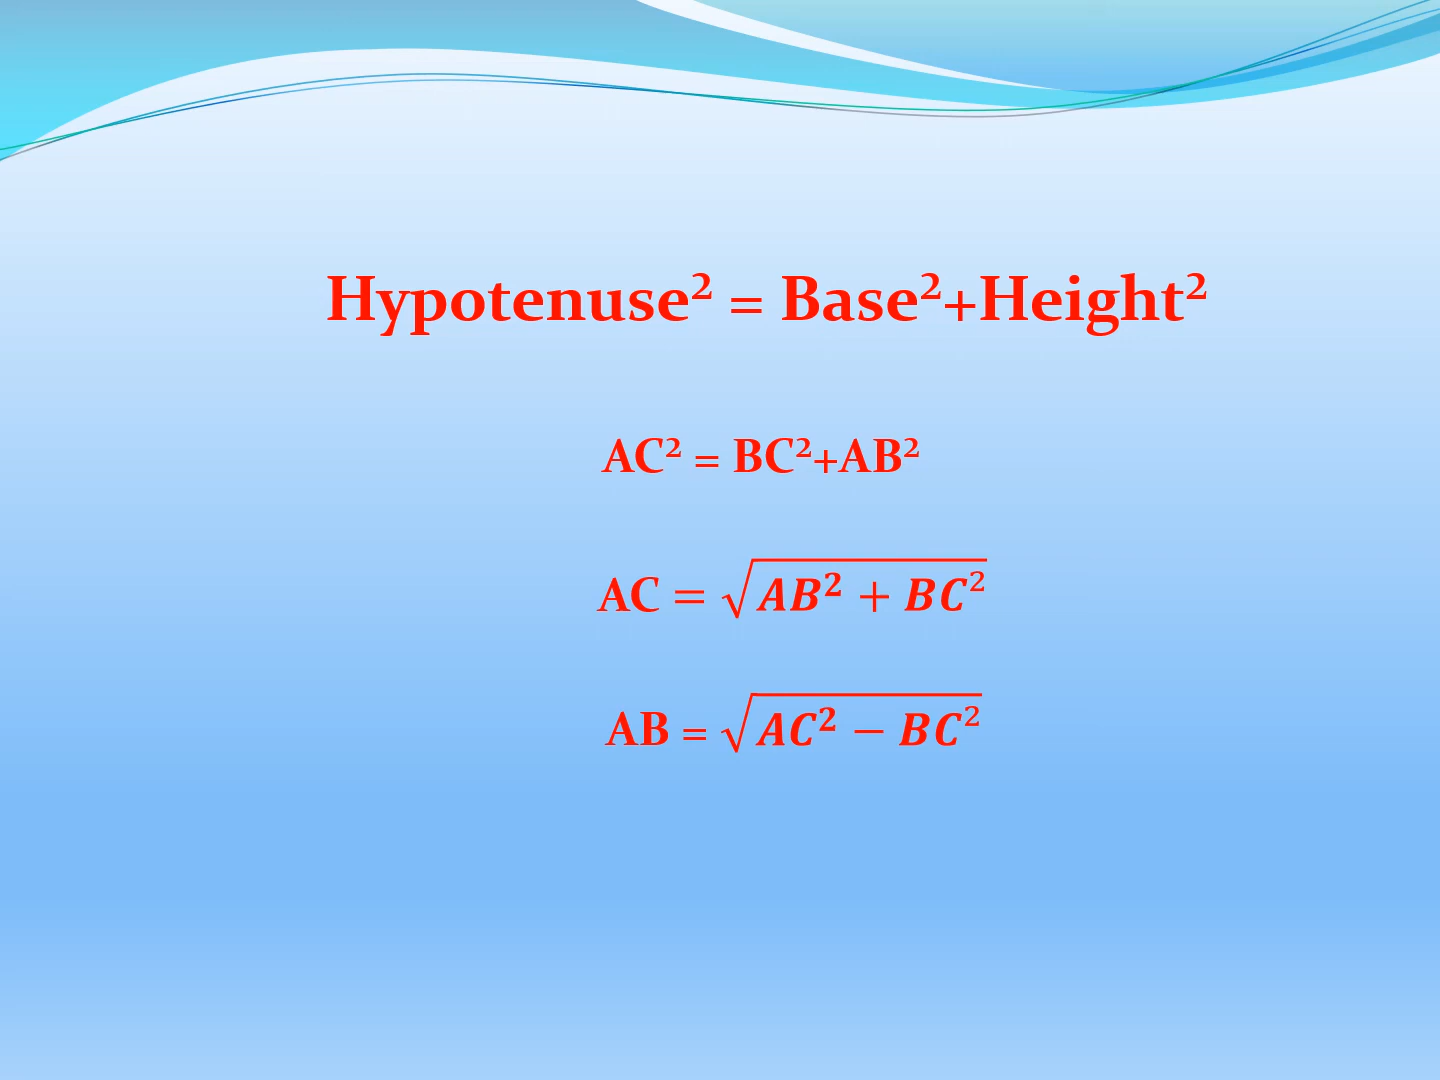 Hypotenuse² = Base²+Height²
AC² = BC²+AB²
AC = √(AB² + BC²)
AB = √(AC² − BC²)